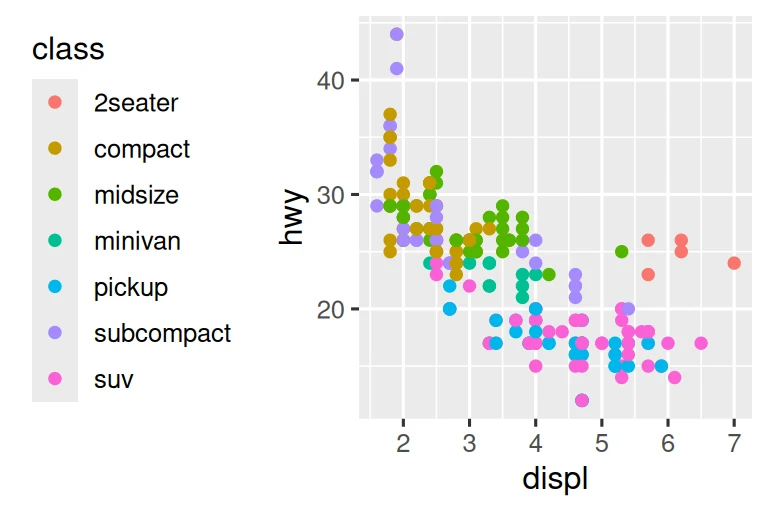 class
2seater
compact
midsize
minivan
pickup
subcompact
suv
hwy
40
30
20
2 3 4 5 6 7
displ